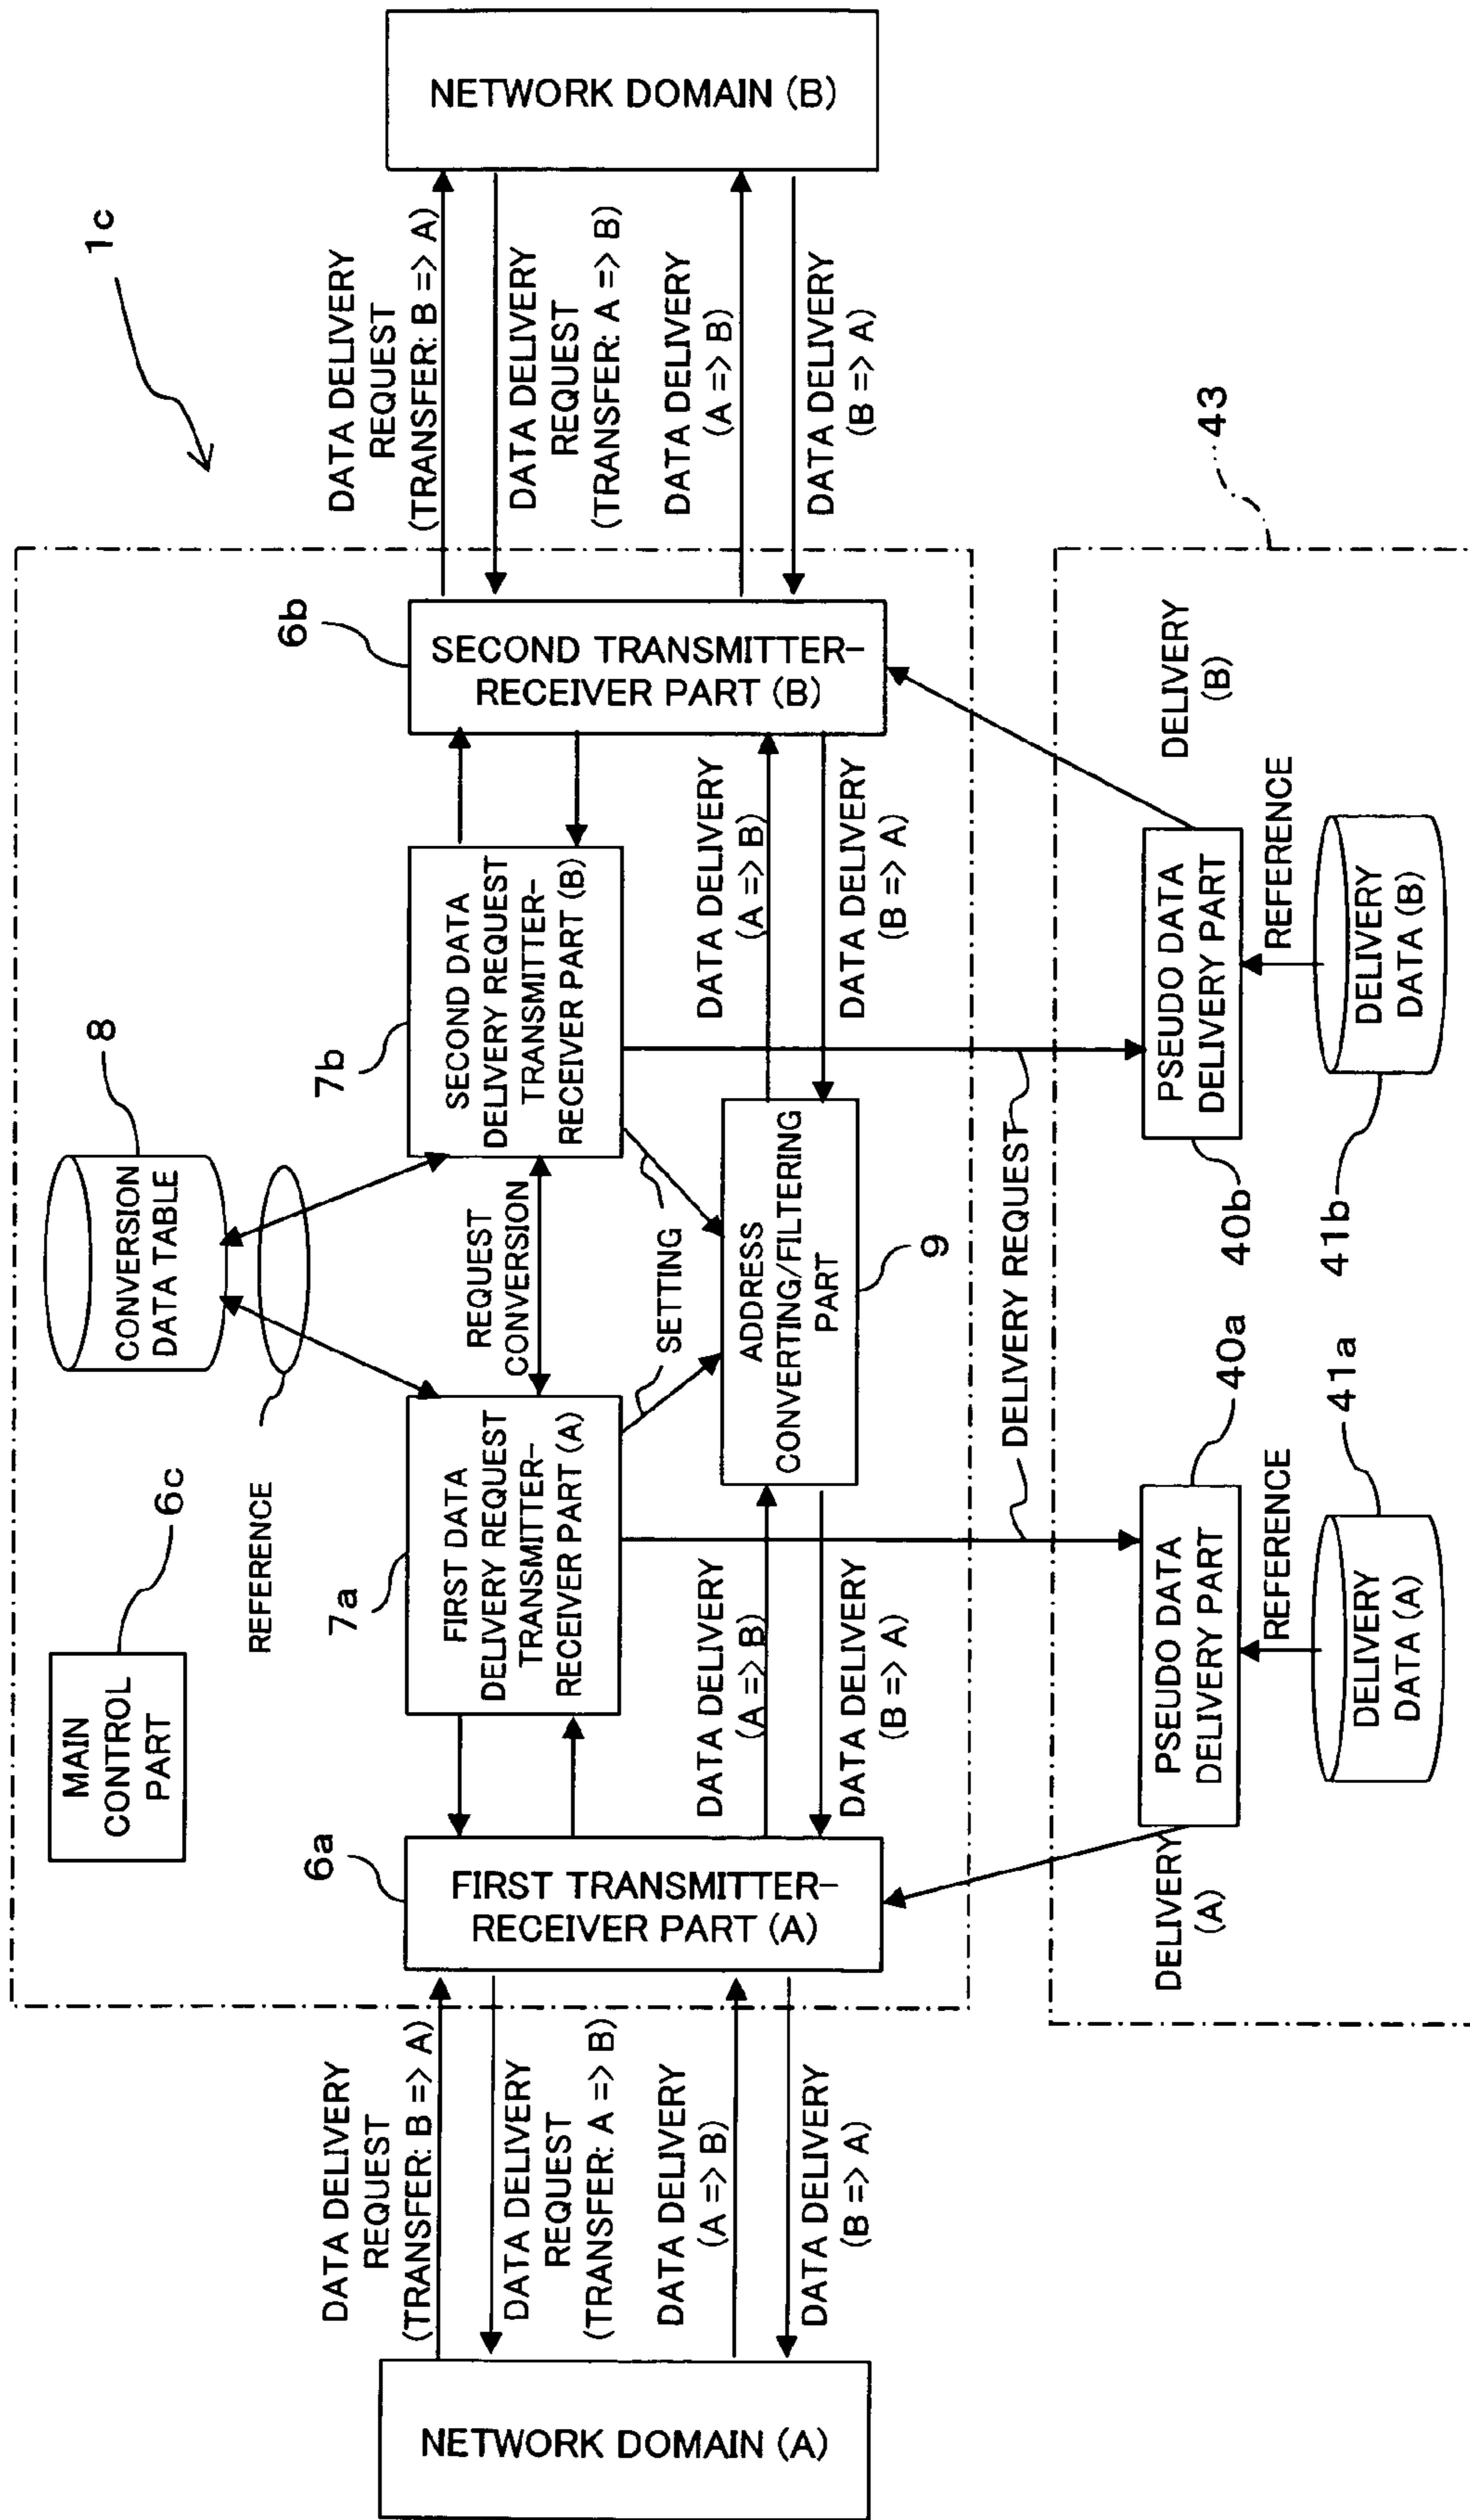 1c
MAIN
CONTROL
PART
6c
CONVERSION
DATA TABLE
8
REFERENCE
NETWORK DOMAIN (A)
DATA DELIVERY
REQUEST
(TRANSFER: B => A)
DATA DELIVERY
REQUEST
(TRANSFER: A => B)
DATA DELIVERY
(A => B)
DATA DELIVERY
(B => A)
6a
FIRST TRANSMITTER-
RECEIVER PART (A)
7a
FIRST DATA
DELIVERY REQUEST
TRANSMITTER-
RECEIVER PART (A)
REQUEST
CONVERSION
7b
SECOND DATA
DELIVERY REQUEST
TRANSMITTER-
RECEIVER PART (B)
6b
SECOND TRANSMITTER-
RECEIVER PART (B)
DATA DELIVERY
REQUEST
(TRANSFER: B => A)
DATA DELIVERY
REQUEST
(TRANSFER: A => B)
DATA DELIVERY
(A => B)
DATA DELIVERY
(B => A)
NETWORK DOMAIN (B)
SETTING
DATA DELIVERY
(A => B)
DATA DELIVERY
(B => A)
ADDRESS
CONVERTING/FILTERING
PART
9
DATA DELIVERY
(A => B)
DATA DELIVERY
(B => A)
DELIVERY REQUEST
43
DELIVERY
(A)
PSEUDO DATA
DELIVERY PART
40a
REFERENCE
DELIVERY
DATA (A)
41a
PSEUDO DATA
DELIVERY PART
40b
DELIVERY
(B)
REFERENCE
DELIVERY
DATA (B)
41b